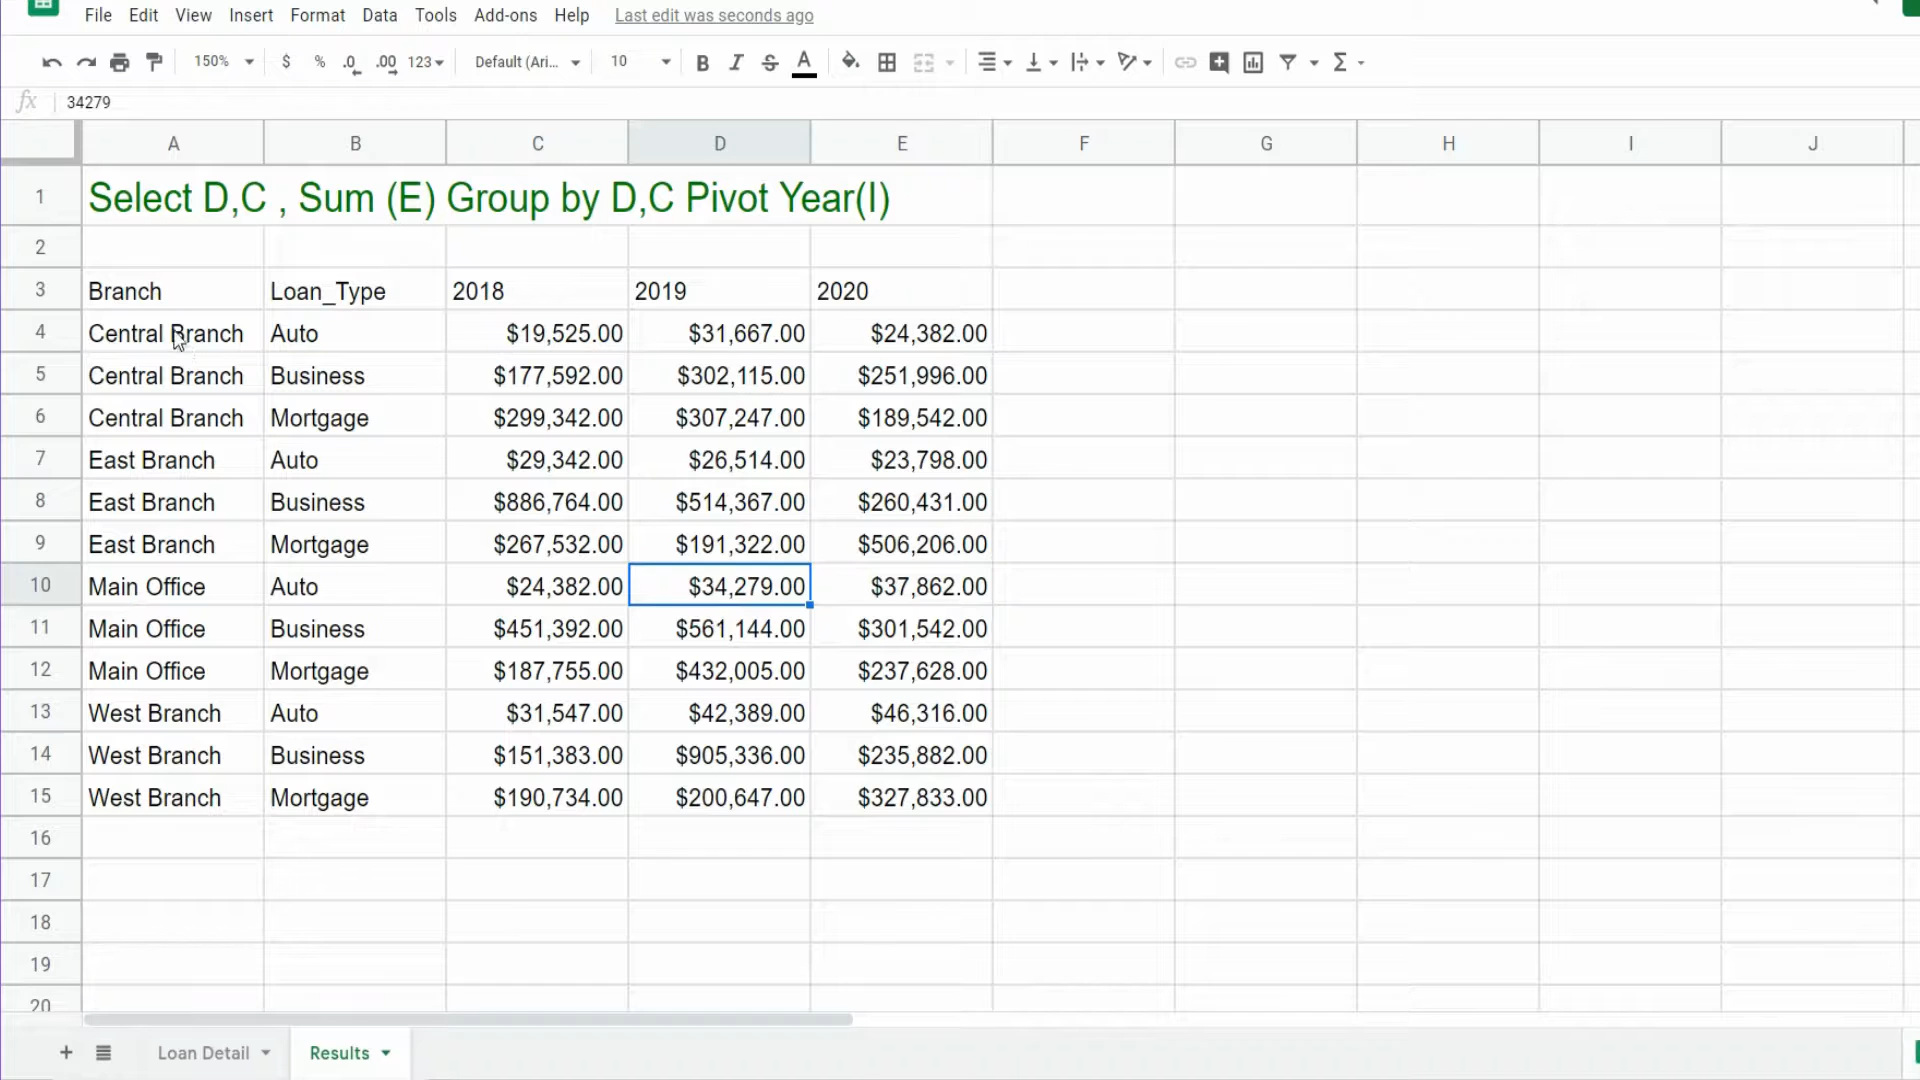 File Edit View Insert Format Data Tools Add-ons Help Last edit was seconds ago
150% $ % .0 .00 123 Default (Ari... 10 B I S A Σ
fx 34279
A B C D E F G H I J
1 Select D,C , Sum (E) Group by D,C Pivot Year(I)
2
3 Branch Loan_Type 2018 2019 2020
4 Central Branch Auto $19,525.00 $31,667.00 $24,382.00
5 Central Branch Business $177,592.00 $302,115.00 $251,996.00
6 Central Branch Mortgage $299,342.00 $307,247.00 $189,542.00
7 East Branch Auto $29,342.00 $26,514.00 $23,798.00
8 East Branch Business $886,764.00 $514,367.00 $260,431.00
9 East Branch Mortgage $267,532.00 $191,322.00 $506,206.00
10 Main Office Auto $24,382.00 $34,279.00 $37,862.00
11 Main Office Business $451,392.00 $561,144.00 $301,542.00
12 Main Office Mortgage $187,755.00 $432,005.00 $237,628.00
13 West Branch Auto $31,547.00 $42,389.00 $46,316.00
14 West Branch Business $151,383.00 $905,336.00 $235,882.00
15 West Branch Mortgage $190,734.00 $200,647.00 $327,833.00
16
17
18
19
20
Loan Detail Results